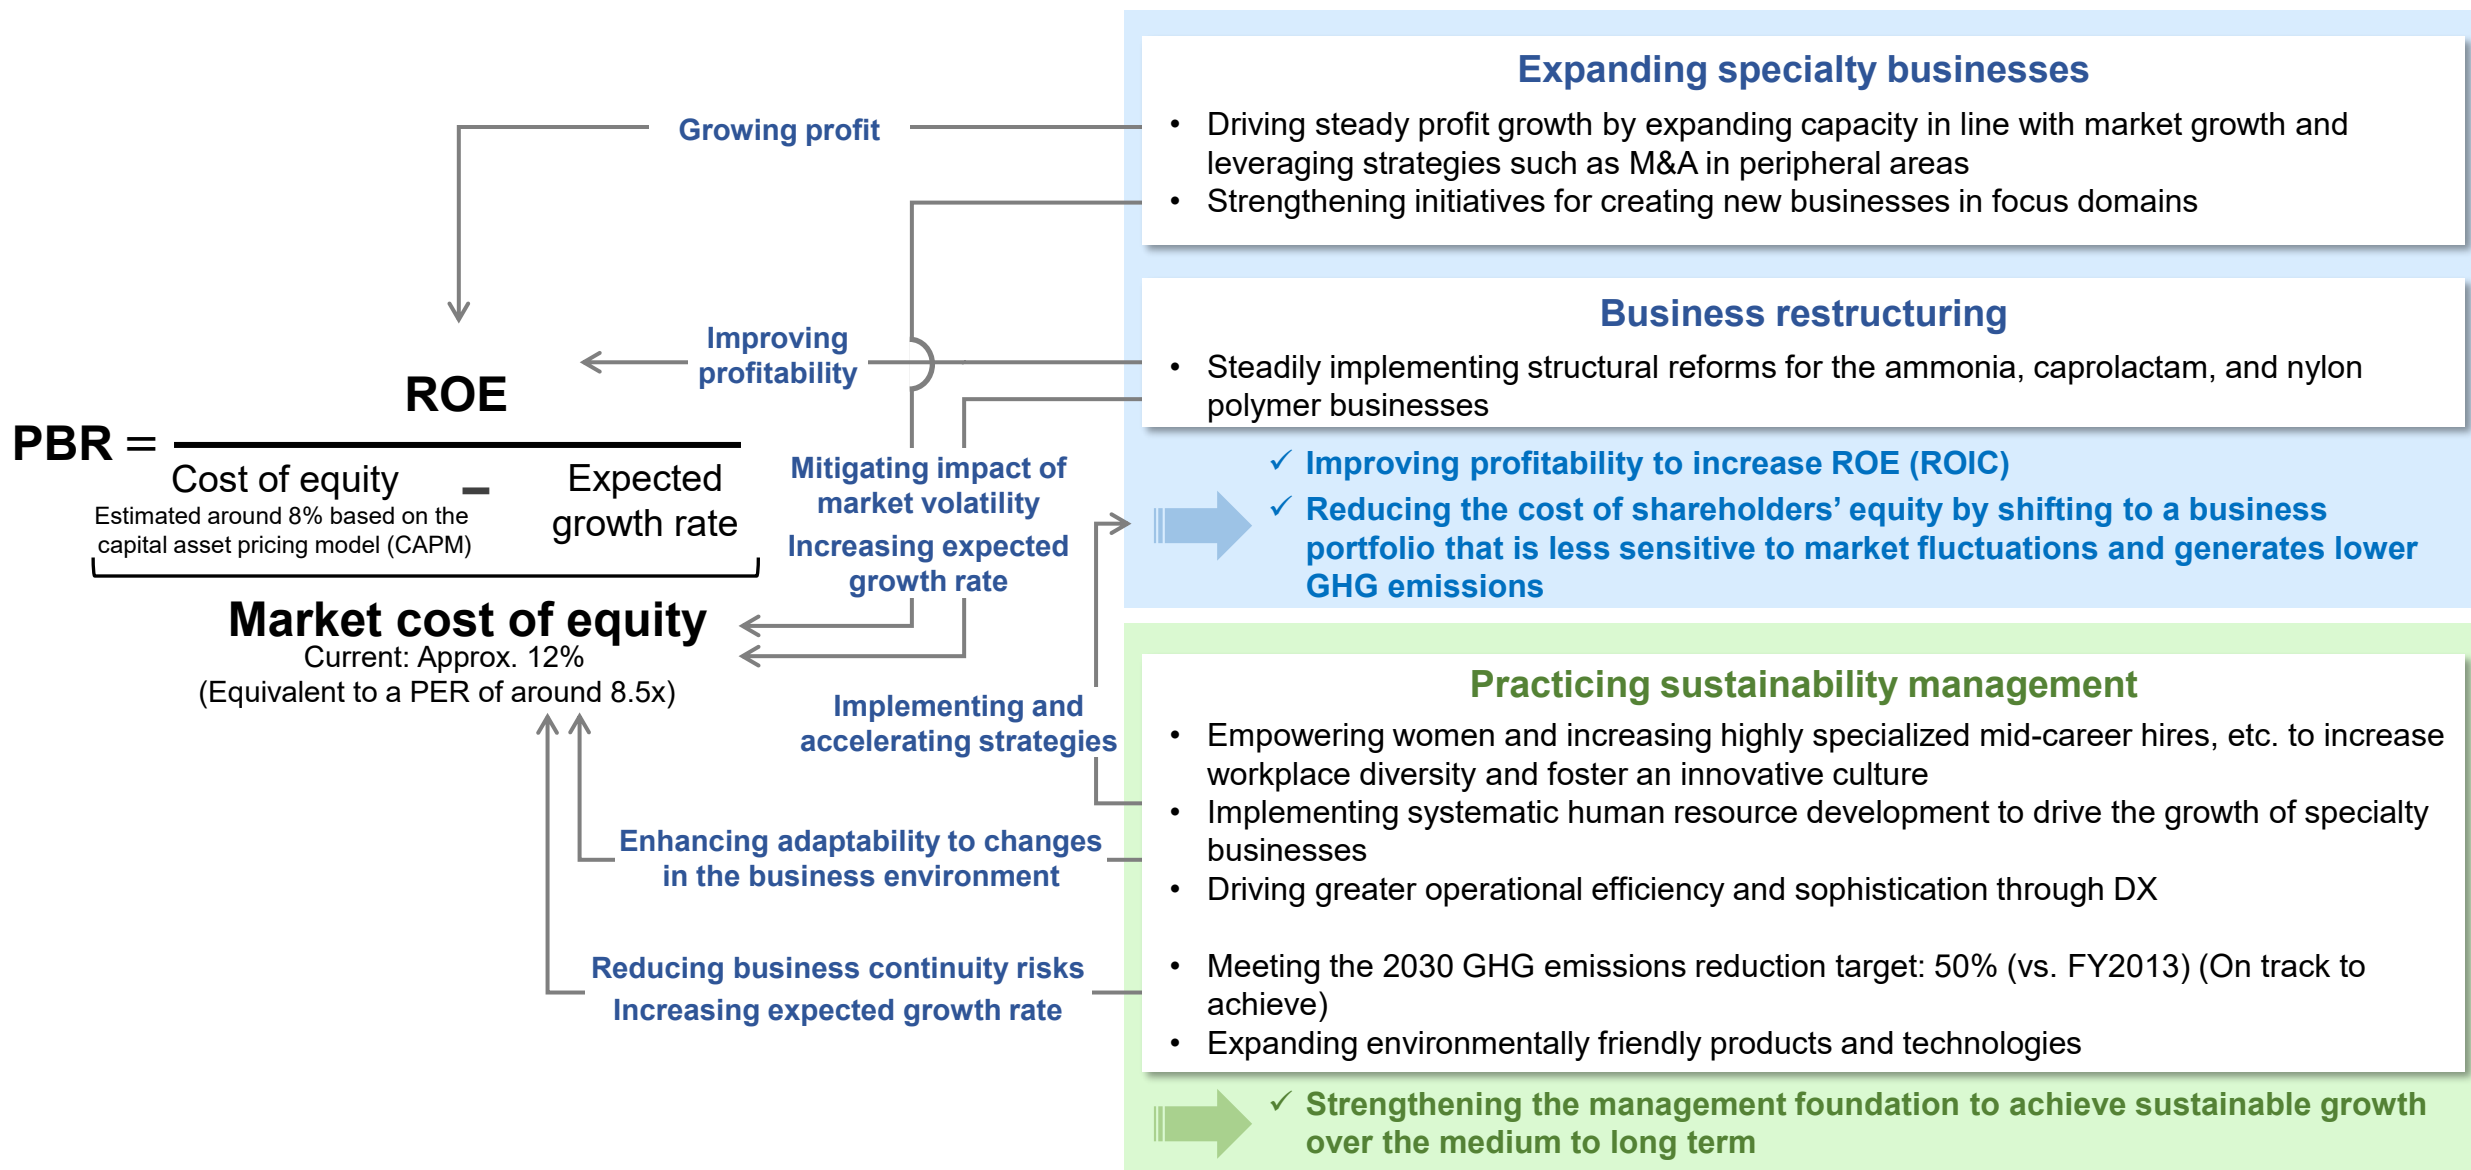 Growing profit
Improving
profitability
ROE
PBR =
Cost of equity
Estimated around 8% based on the
capital asset pricing model (CAPM)
–
Expected
growth rate
Market cost of equity
Current: Approx. 12%
(Equivalent to a PER of around 8.5x)
Mitigating impact of
market volatility
Increasing expected
growth rate
Implementing and
accelerating strategies
Enhancing adaptability to changes
in the business environment
Reducing business continuity risks
Increasing expected growth rate
Expanding specialty businesses
• Driving steady profit growth by expanding capacity in line with market growth and
leveraging strategies such as M&A in peripheral areas
• Strengthening initiatives for creating new businesses in focus domains
Business restructuring
• Steadily implementing structural reforms for the ammonia, caprolactam, and nylon
polymer businesses
✓ Improving profitability to increase ROE (ROIC)
✓ Reducing the cost of shareholders’ equity by shifting to a business
portfolio that is less sensitive to market fluctuations and generates lower
GHG emissions
Practicing sustainability management
• Empowering women and increasing highly specialized mid-career hires, etc. to increase
workplace diversity and foster an innovative culture
• Implementing systematic human resource development to drive the growth of specialty
businesses
• Driving greater operational efficiency and sophistication through DX
• Meeting the 2030 GHG emissions reduction target: 50% (vs. FY2013) (On track to
achieve)
• Expanding environmentally friendly products and technologies
✓ Strengthening the management foundation to achieve sustainable growth
over the medium to long term